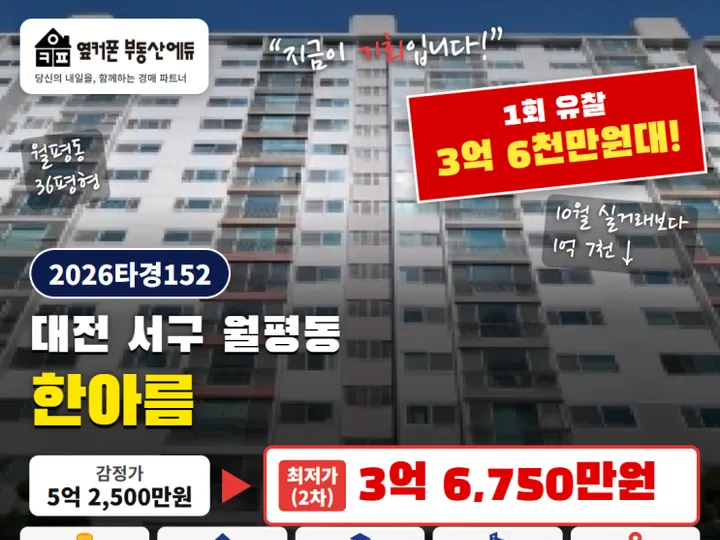 옆커폰 부동산에듀
당신의 내일을, 함께하는 경매 파트너
"지금이 기회입니다!"
1회 유찰
3억 6천만원대!
월평동
36평형
10월 실거래보다
1억 7천↓
2026타경152
대전 서구 월평동
한아름
감정가
5억 2,500만원
최저가
(2차)
3억 6,750만원